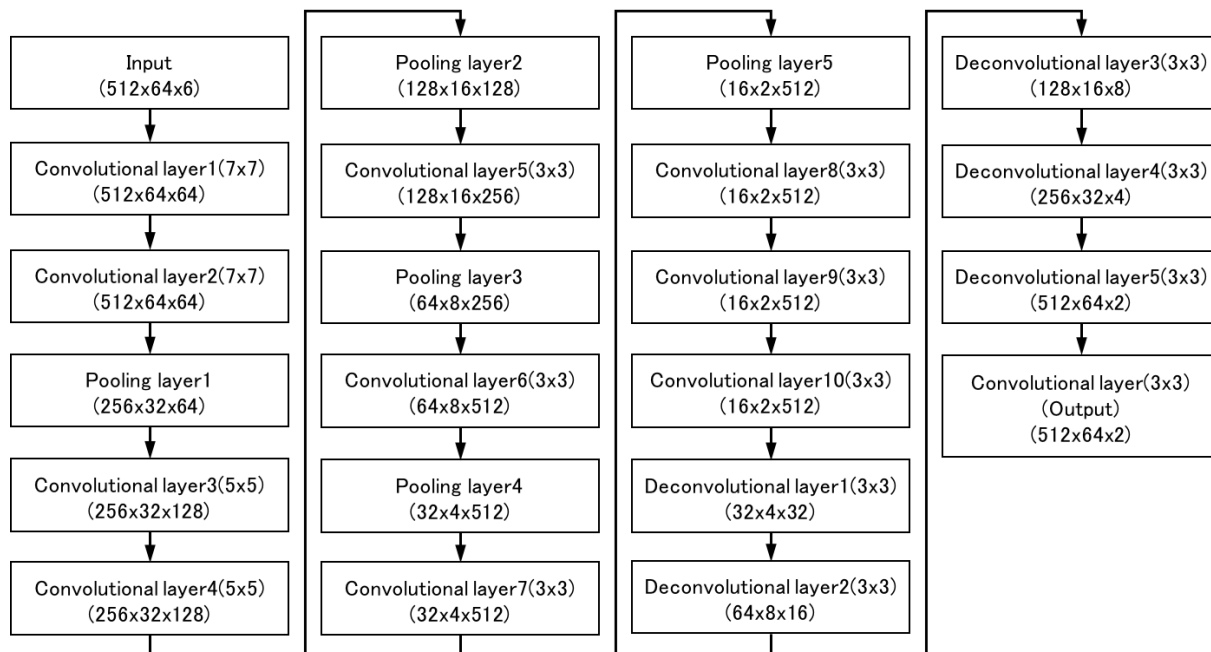 Input
(512x64x6)
Convolutional layer1(7x7)
(512x64x64)
Convolutional layer2(7x7)
(512x64x64)
Pooling layer1
(256x32x64)
Convolutional layer3(5x5)
(256x32x128)
Convolutional layer4(5x5)
(256x32x128)
Pooling layer2
(128x16x128)
Convolutional layer5(3x3)
(128x16x256)
Pooling layer3
(64x8x256)
Convolutional layer6(3x3)
(64x8x512)
Pooling layer4
(32x4x512)
Convolutional layer7(3x3)
(32x4x512)
Pooling layer5
(16x2x512)
Convolutional layer8(3x3)
(16x2x512)
Convolutional layer9(3x3)
(16x2x512)
Convolutional layer10(3x3)
(16x2x512)
Deconvolutional layer1(3x3)
(32x4x32)
Deconvolutional layer2(3x3)
(64x8x16)
Deconvolutional layer3(3x3)
(128x16x8)
Deconvolutional layer4(3x3)
(256x32x4)
Deconvolutional layer5(3x3)
(512x64x2)
Convolutional layer(3x3)
(Output)
(512x64x2)